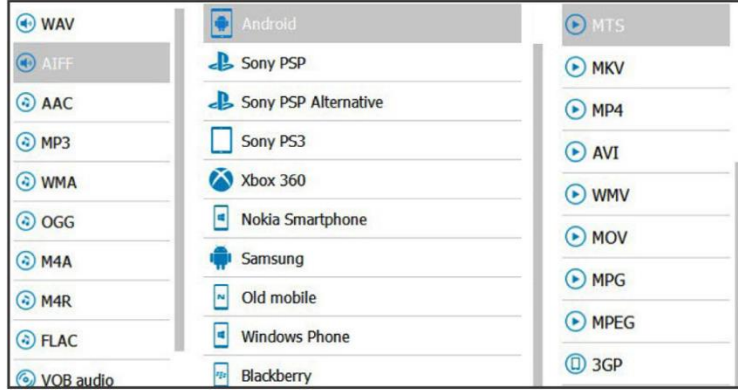 WAV
AIFF
AAC
MP3
WMA
OGG
M4A
M4R
FLAC
VOB audio
Android
Sony PSP
Sony PSP Alternative
Sony PS3
Xbox 360
Nokia Smartphone
Samsung
Old mobile
Windows Phone
Blackberry
MTS
MKV
MP4
AVI
WMV
MOV
MPG
MPEG
3GP